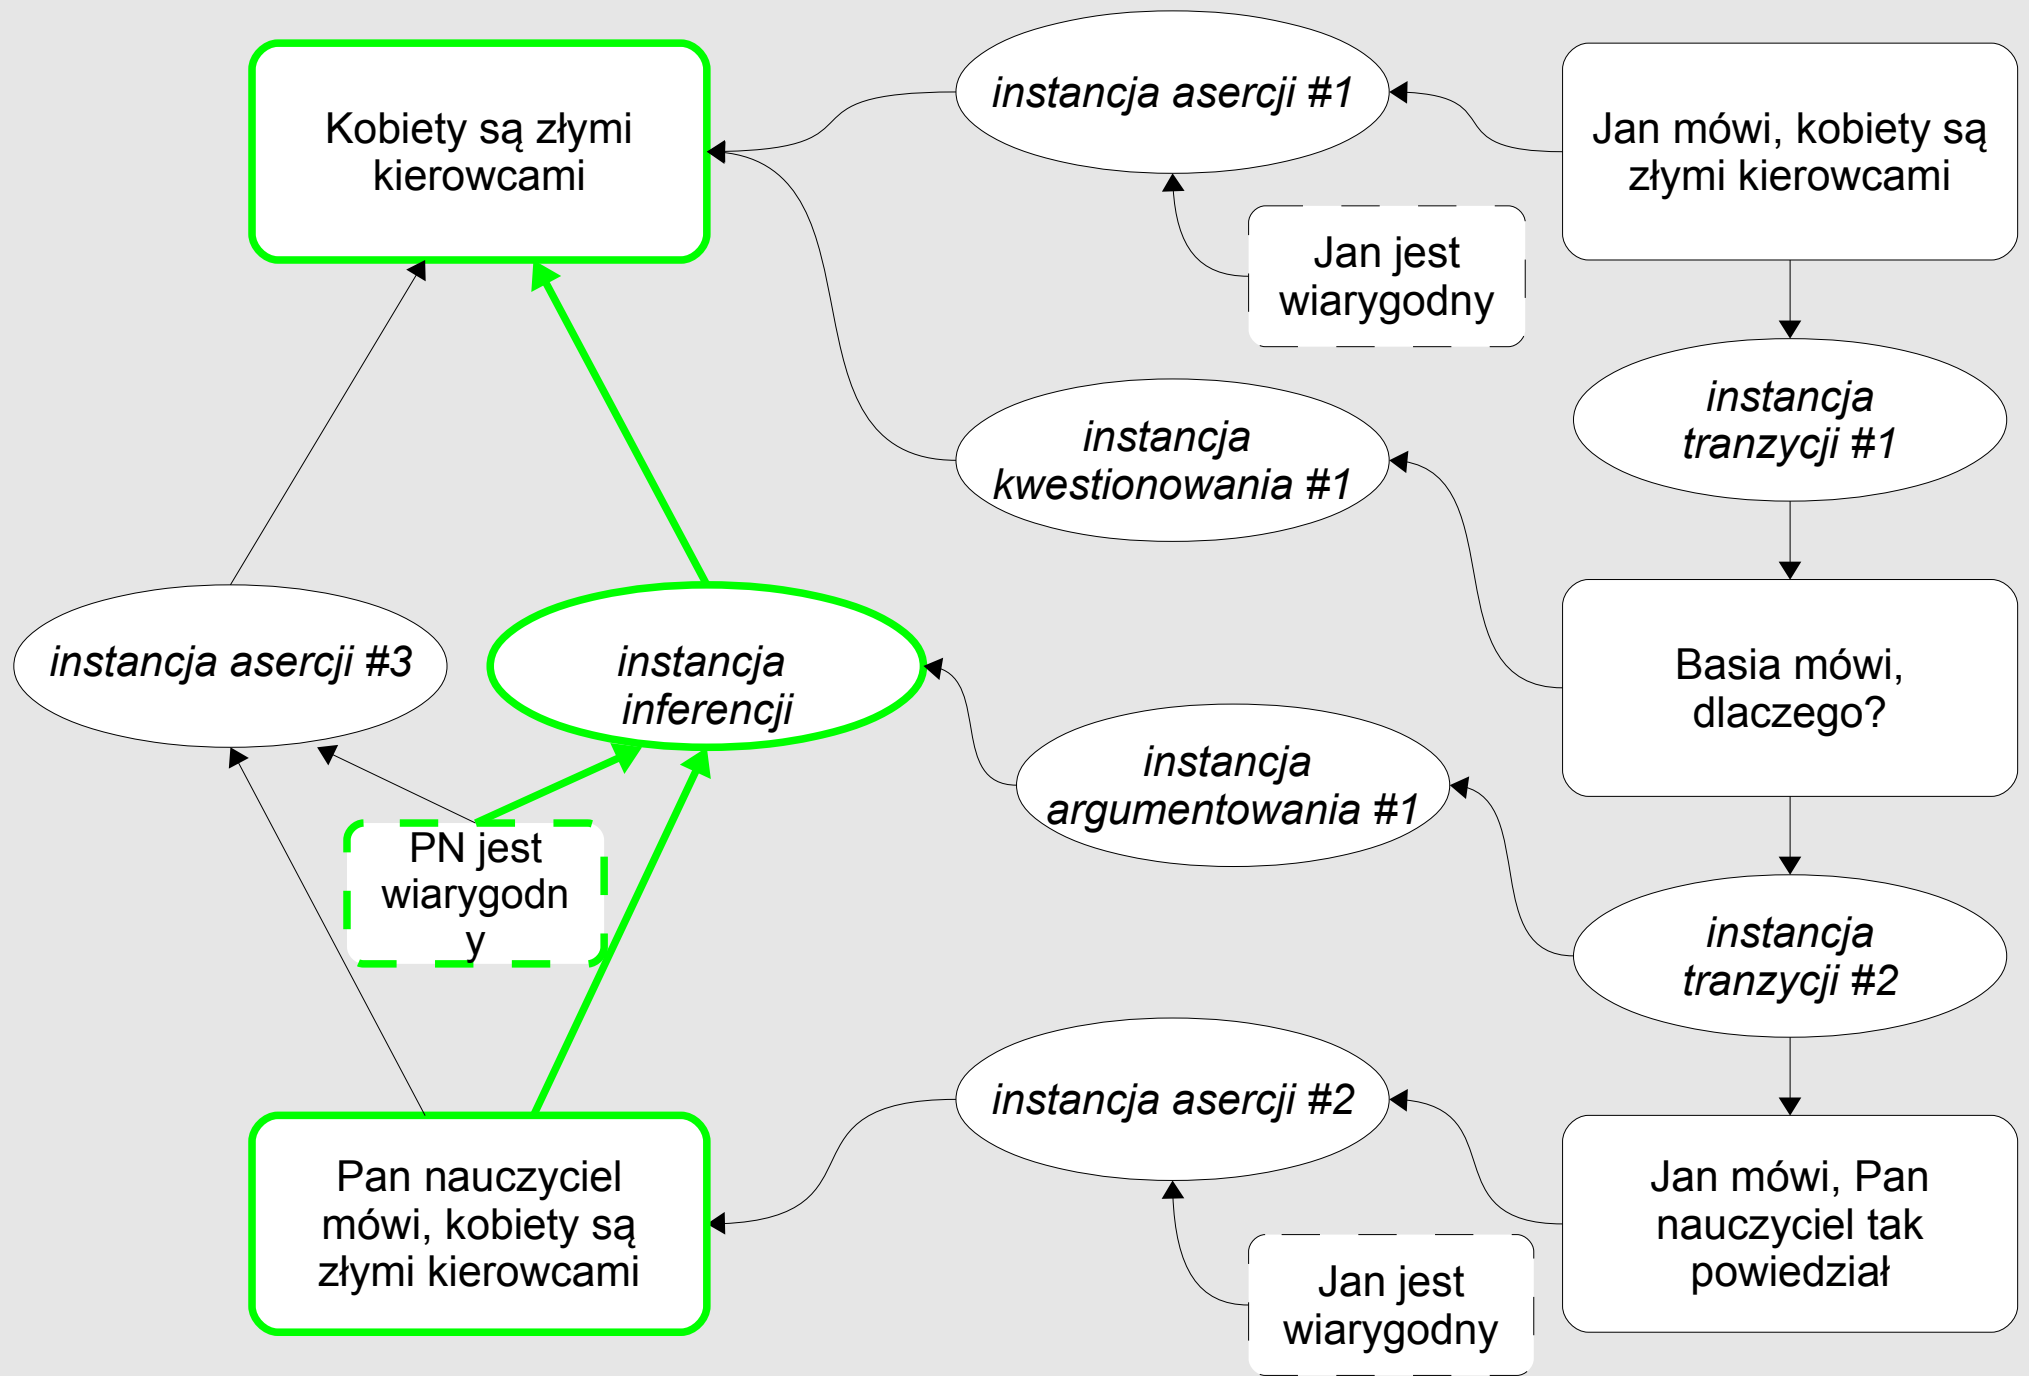 Kobiety są złymi
kierowcami
instancja asercji #1
Jan mówi, kobiety są
złymi kierowcami
Jan jest
wiarygodny
instancja
tranzycji #1
instancja
kwestionowania #1
instancja asercji #3
instancja
inferencji
Basia mówi,
dlaczego?
instancja
argumentowania #1
PN jest
wiarygodn
y
instancja
tranzycji #2
instancja asercji #2
Pan nauczyciel
mówi, kobiety są
złymi kierowcami
Jan mówi, Pan
nauczyciel tak
powiedział
Jan jest
wiarygodny